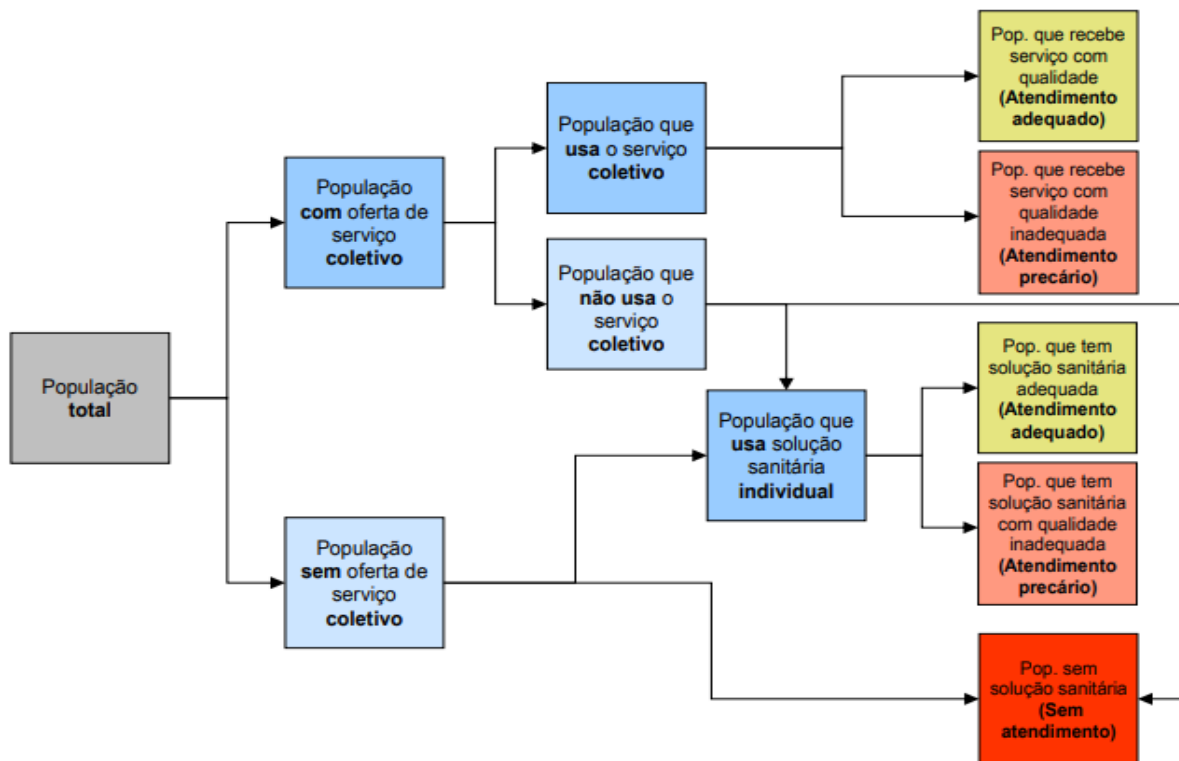 População
total
População
com oferta de
serviço
coletivo
População
sem oferta de
serviço
coletivo
População que
usa o serviço
coletivo
População que
não usa o
serviço
coletivo
População que
usa solução
sanitária
individual
Pop. que recebe
serviço com
qualidade
(Atendimento
adequado)
Pop. que recebe
serviço com
qualidade
inadequada
(Atendimento
precário)
Pop. que tem
solução sanitária
adequada
(Atendimento
adequado)
Pop. que tem
solução sanitária
com qualidade
inadequada
(Atendimento
precário)
Pop. sem
solução sanitária
(Sem
atendimento)